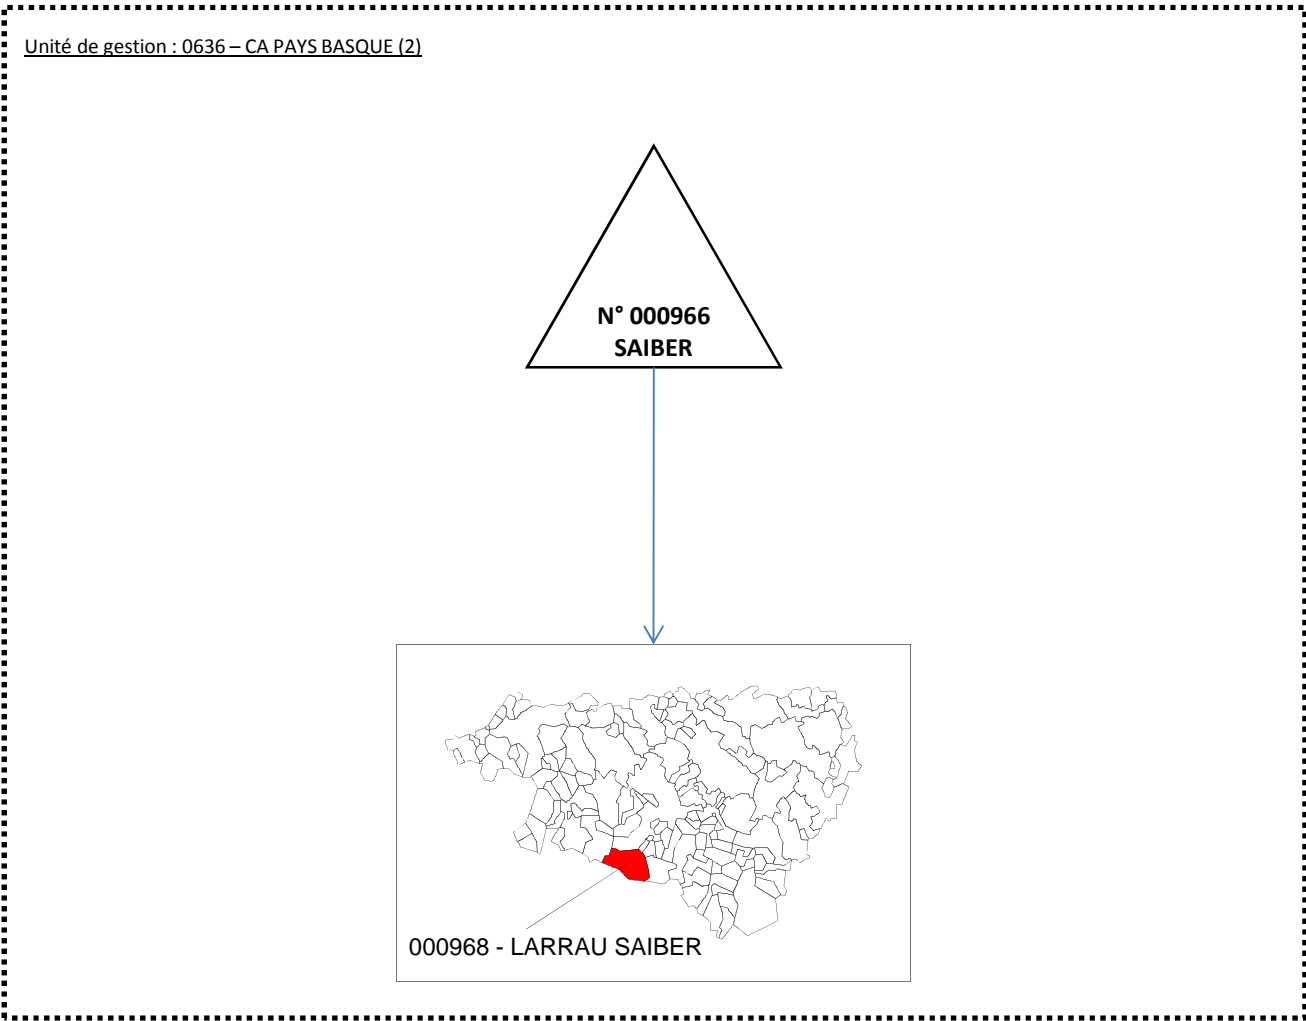 Unité de gestion : 0636 – CA PAYS BASQUE (2)
N° 000966
SAIBER
000968 - LARRAU SAIBER